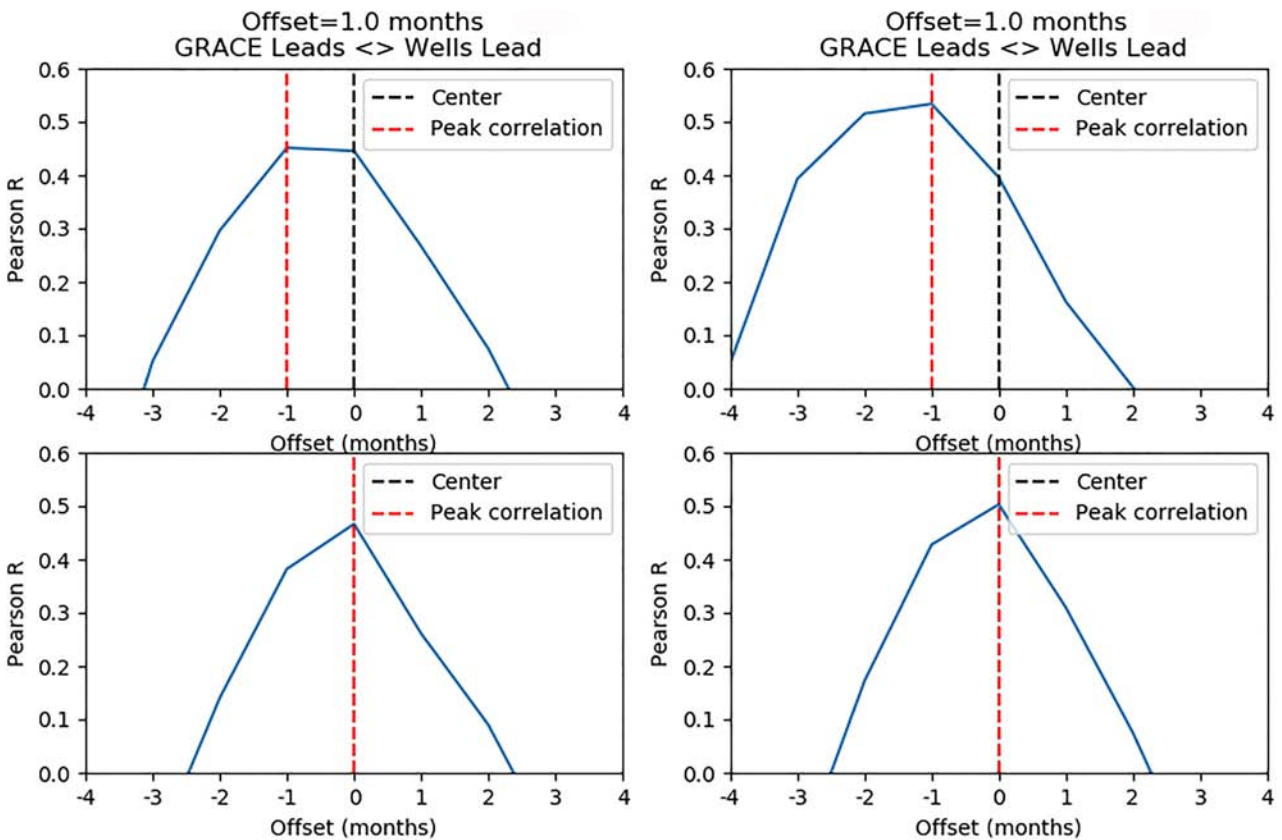 Offset=1.0 months
GRACE Leads <> Wells Lead
0.6
0.5
0.4
0.3
0.2
0.1
0.0
Pearson R
Center
Peak correlation
-4 -3 -2 -1 0 1 2 3 4
Offset (months)
Offset=1.0 months
GRACE Leads <> Wells Lead
0.6
0.5
0.4
0.3
0.2
0.1
0.0
Pearson R
Center
Peak correlation
-4 -3 -2 -1 0 1 2 3 4
Offset (months)
0.6
0.5
0.4
0.3
0.2
0.1
0.0
Pearson R
Center
Peak correlation
-4 -3 -2 -1 0 1 2 3 4
Offset (months)
0.6
0.5
0.4
0.3
0.2
0.1
0.0
Pearson R
Center
Peak correlation
-4 -3 -2 -1 0 1 2 3 4
Offset (months)